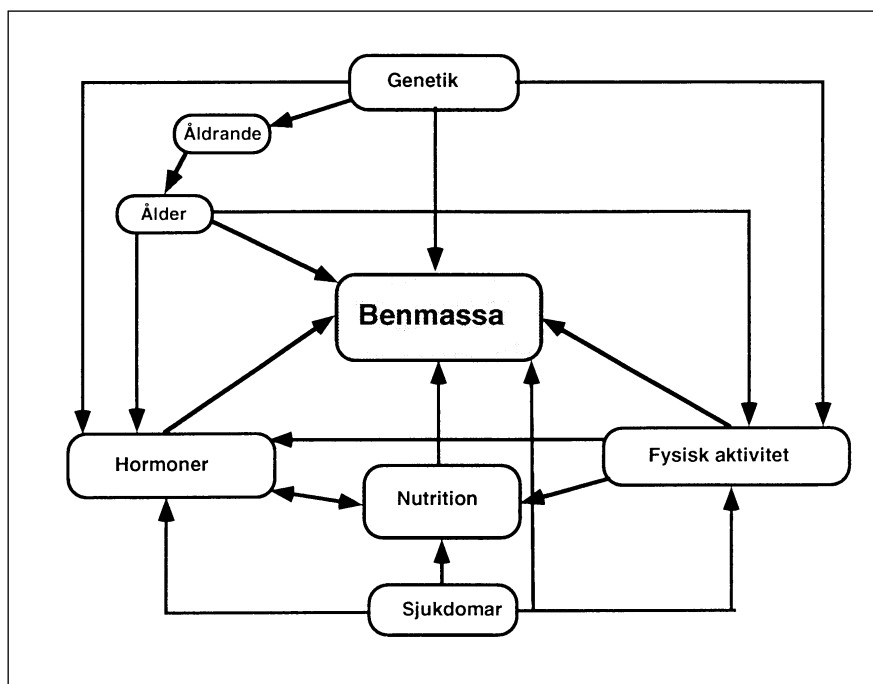 Genetik
Åldrande
Ålder
Benmassa
Hormoner
Fysisk aktivitet
Nutrition
Sjukdomar